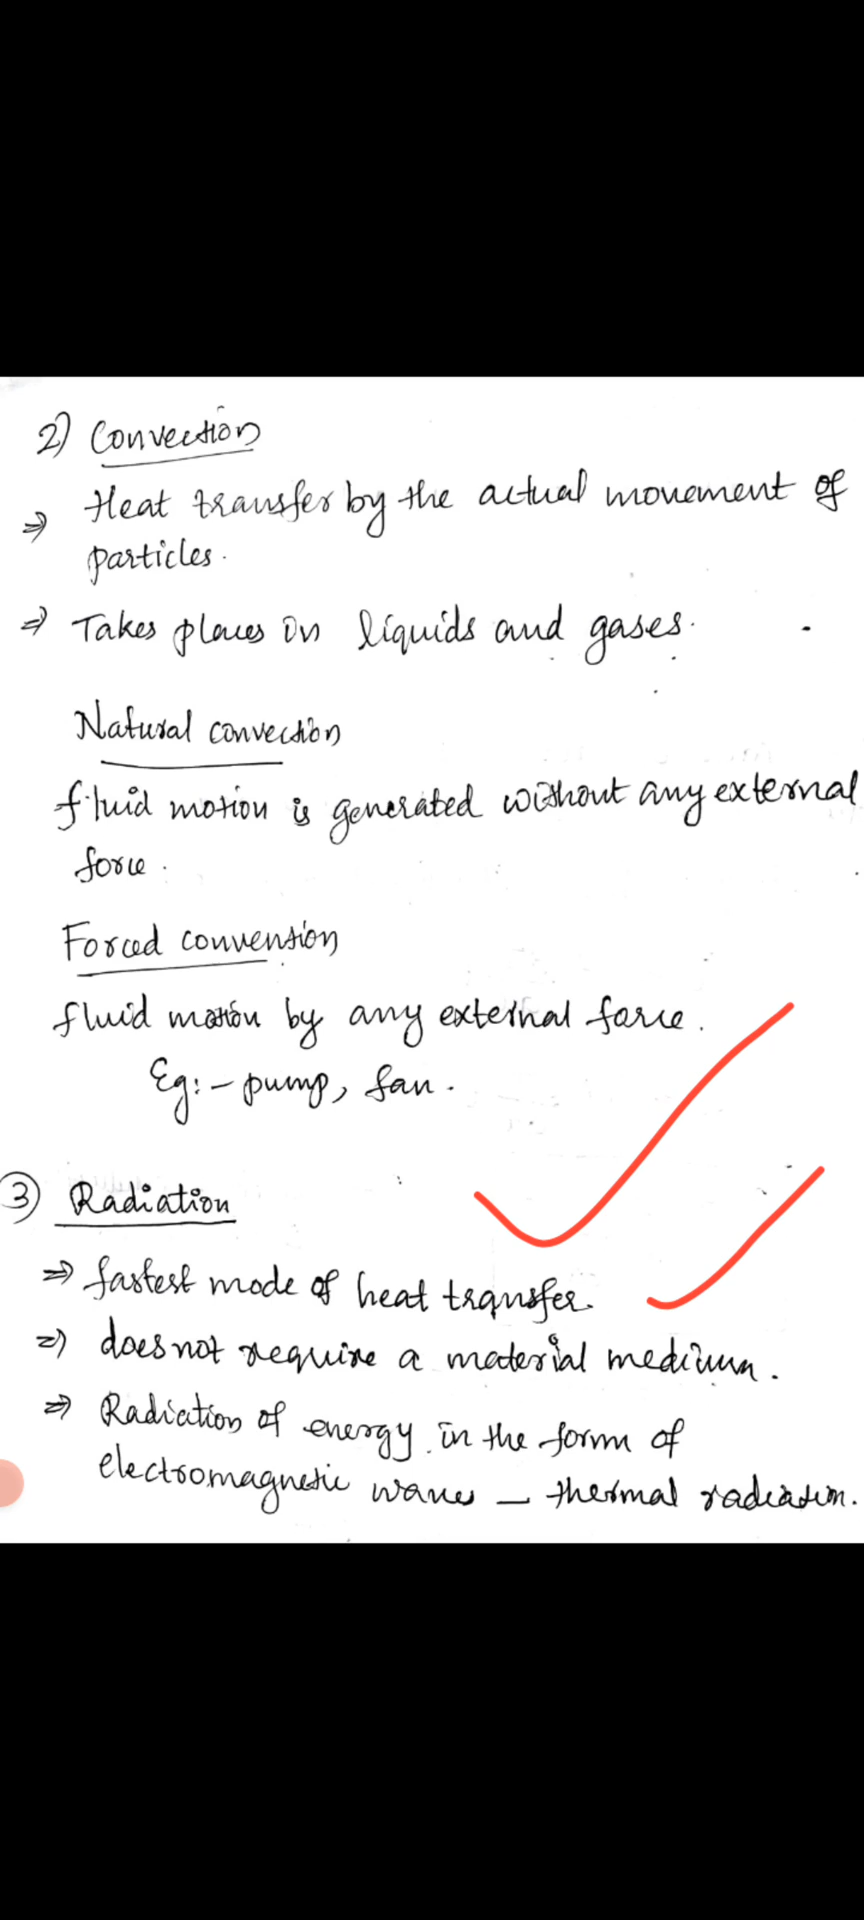 2) Convection
⇒ Heat transfer by the actual movement of
particles.
⇒ Takes places in liquids and gases.
Natural convection
fluid motion is generated without any external
force.
Forced convention
fluid motion by any external force.
Eg:- pump, fan.
3 Radiation
⇒ fastest mode of heat transfer.
⇒ does not require a material medium.
⇒ Radiation of energy in the form of
electromagnetic waves – thermal radiation.